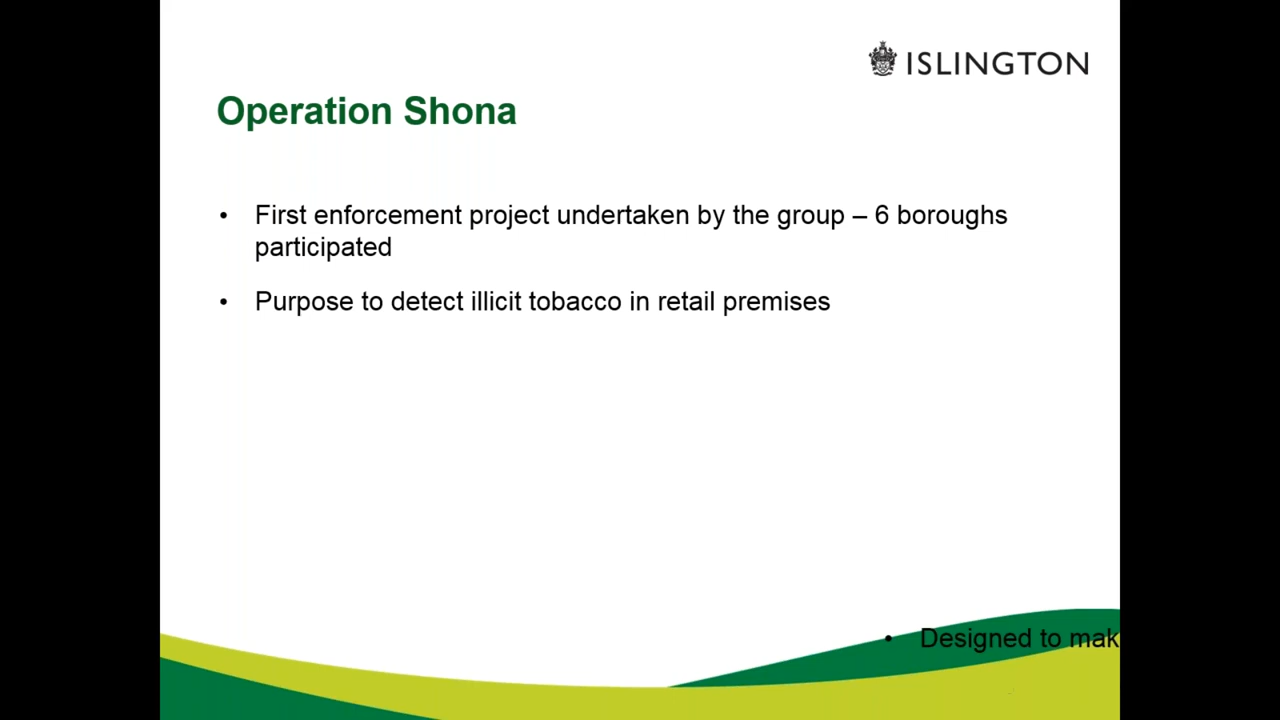 ISLINGTON
Operation Shona
• First enforcement project undertaken by the group – 6 boroughs
participated
• Purpose to detect illicit tobacco in retail premises
• Designed to mak